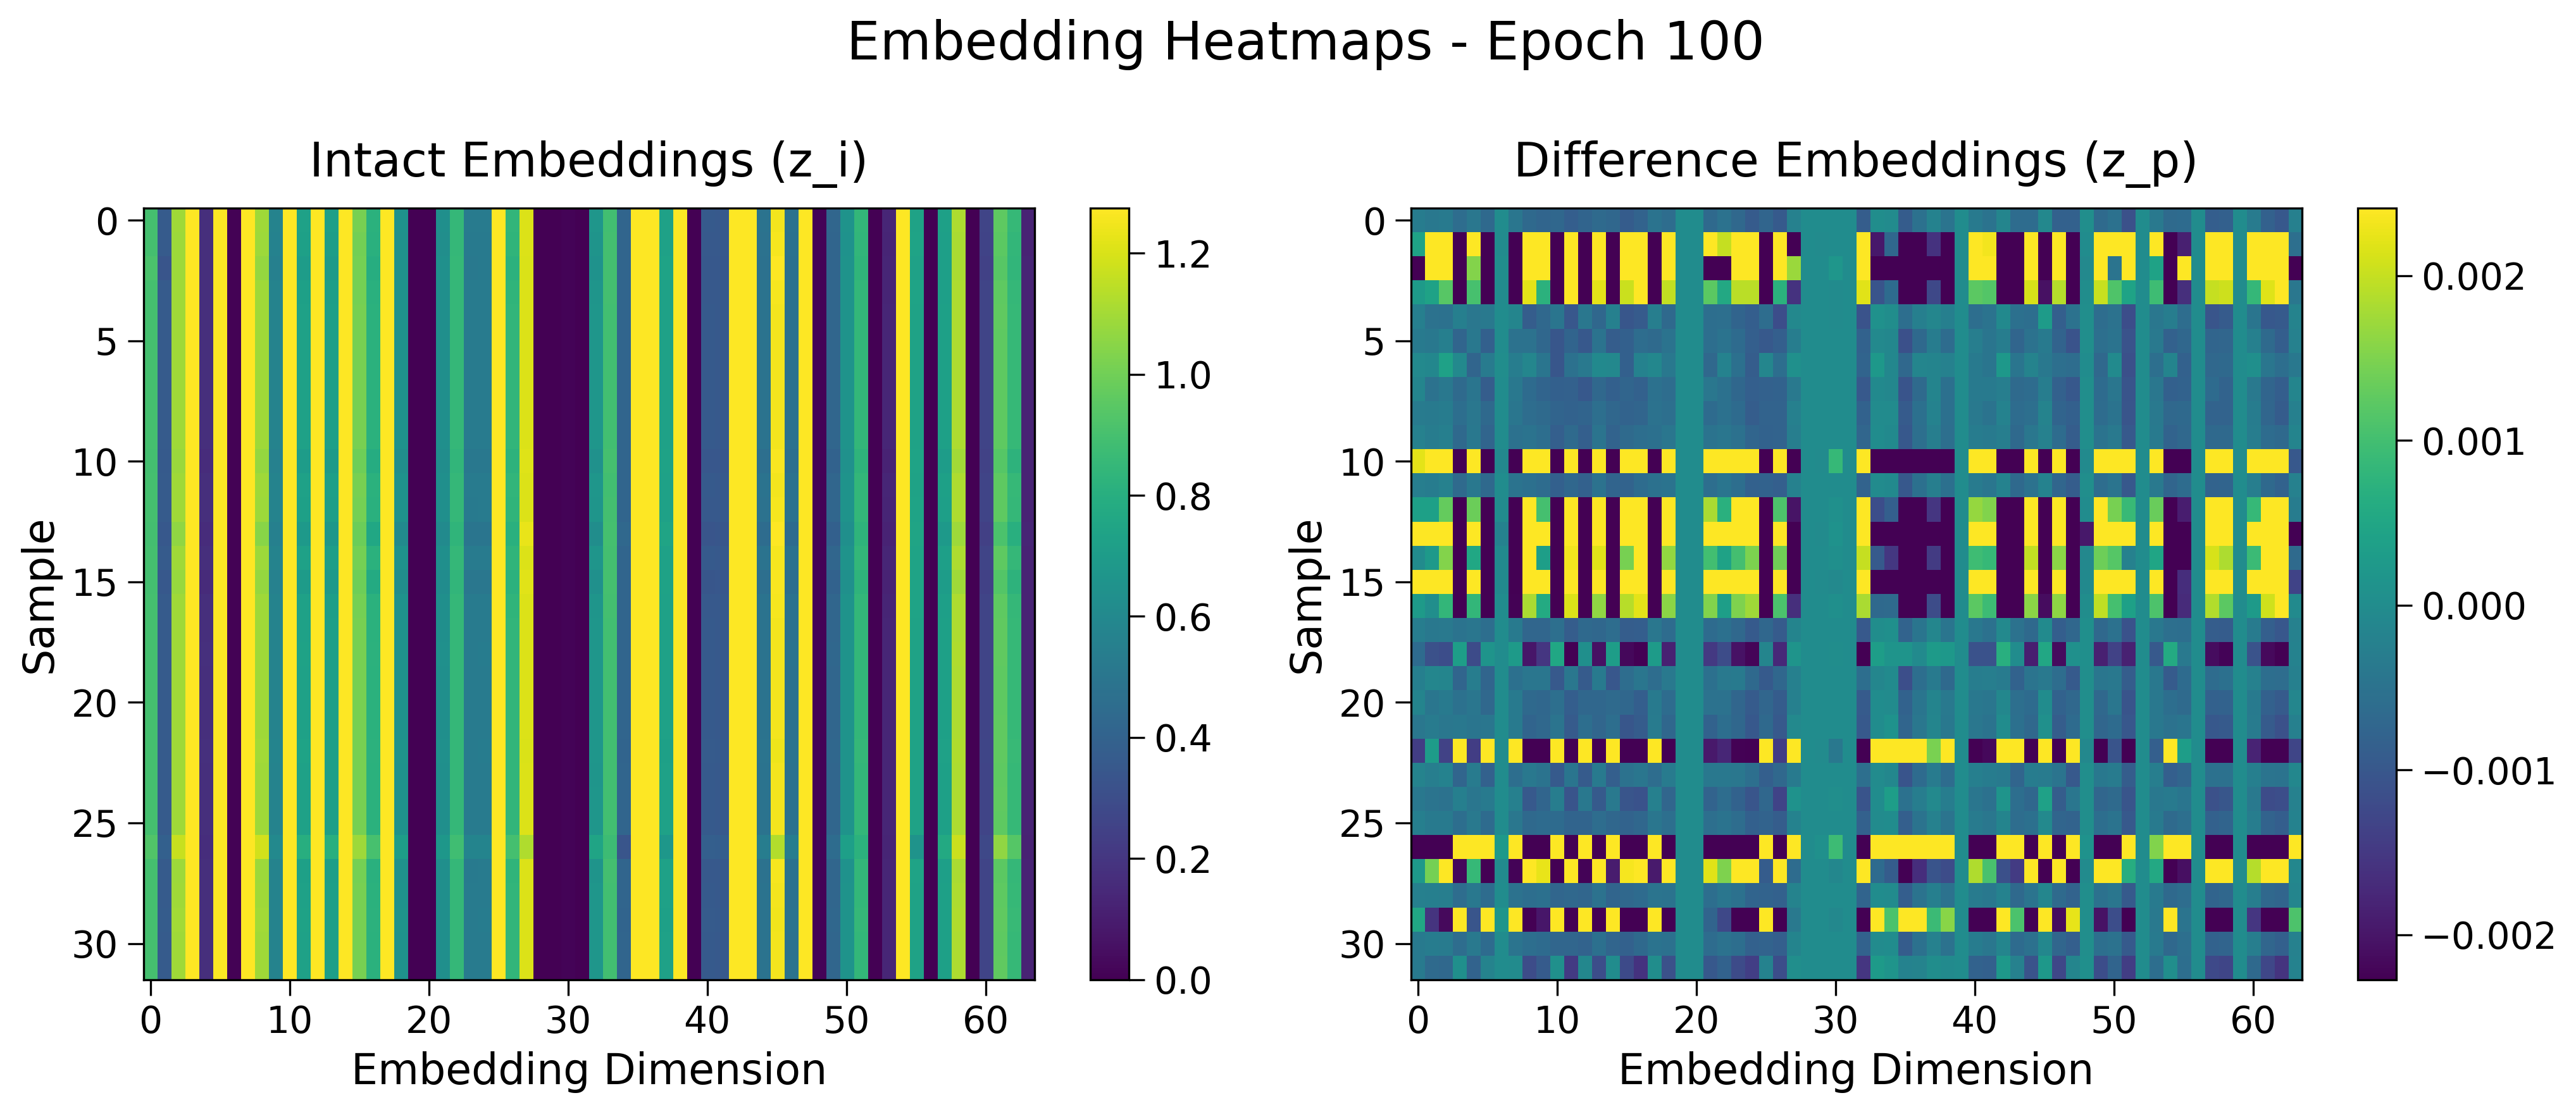 Embedding Heatmaps - Epoch 100
Intact Embeddings (z_i)
Difference Embeddings (z_p)
0
5
10
15
20
25
30
Sample
0 10 20 30 40 50 60
Embedding Dimension
1.2
1.0
0.8
0.6
0.4
0.2
0.0
0
5
10
15
20
25
30
Sample
0 10 20 30 40 50 60
Embedding Dimension
0.002
0.001
0.000
−0.001
−0.002